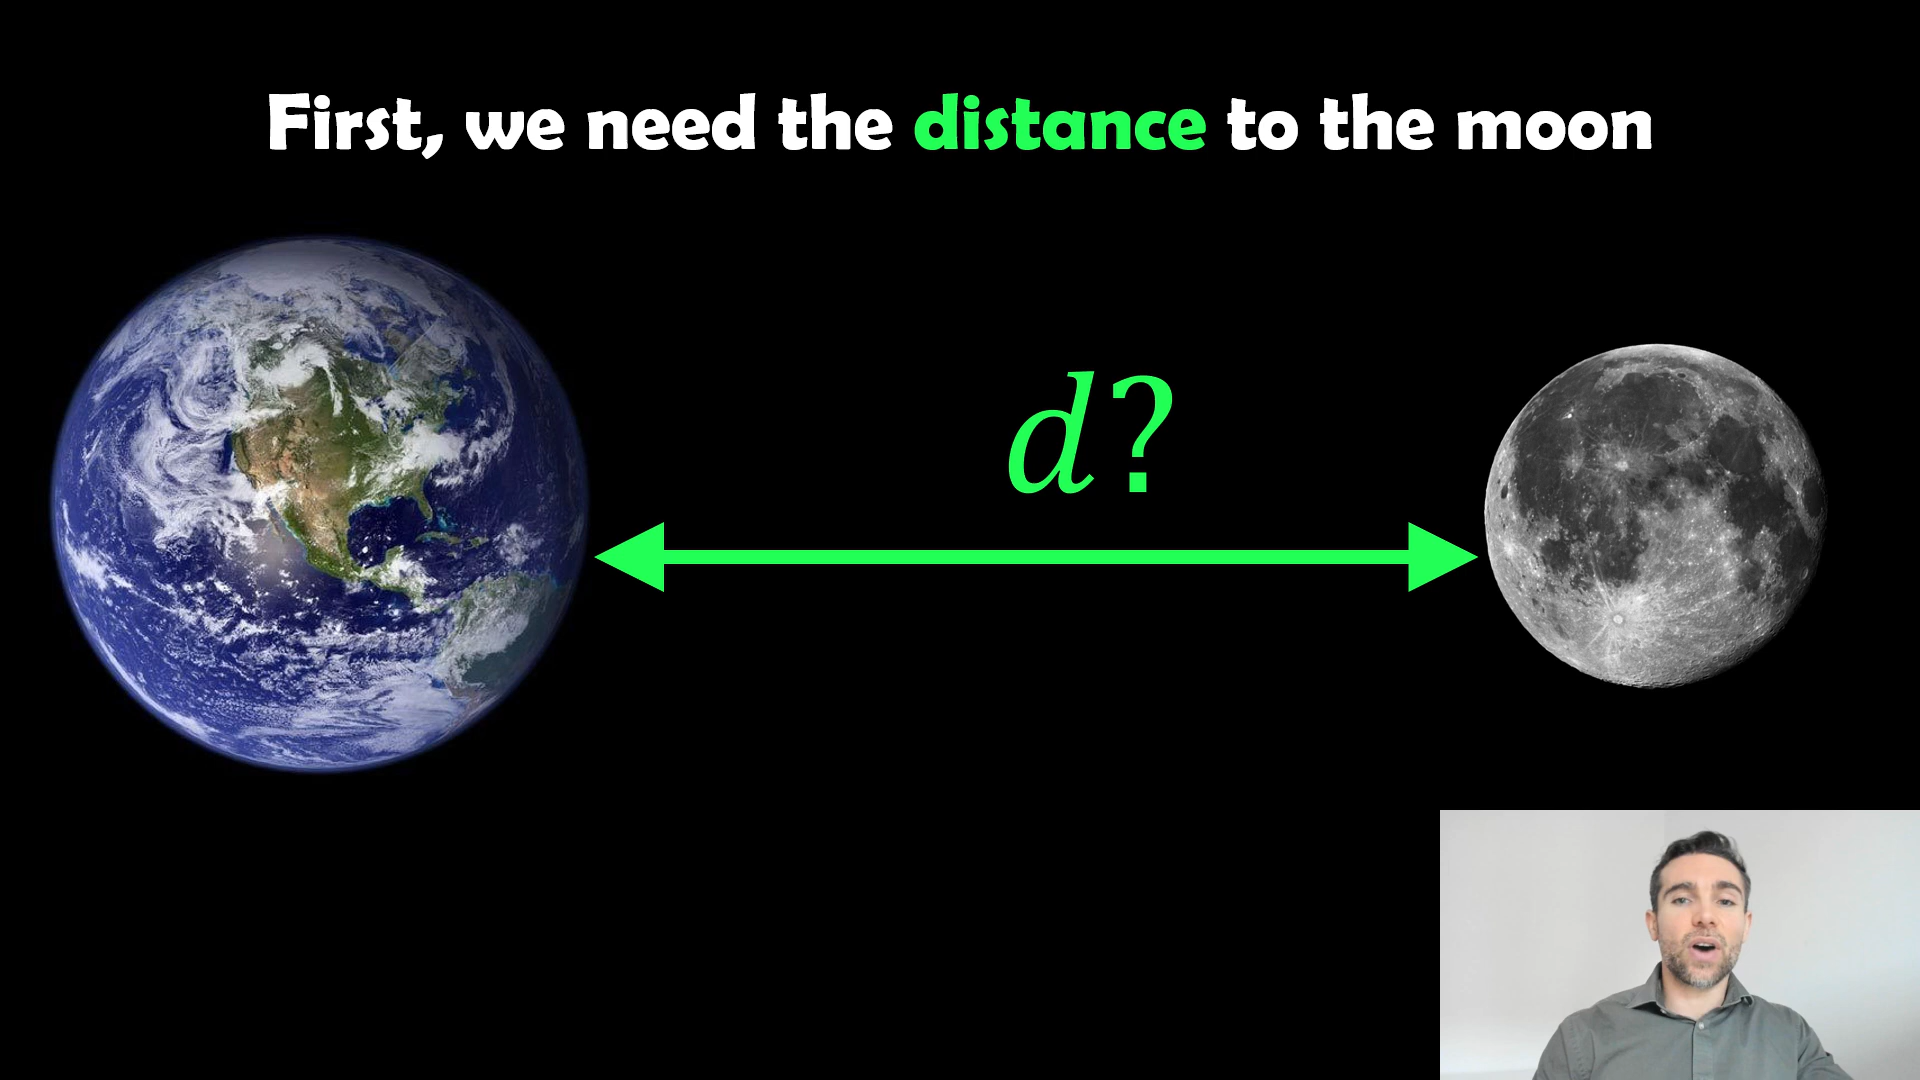 First, we need the distance to the moon
d?